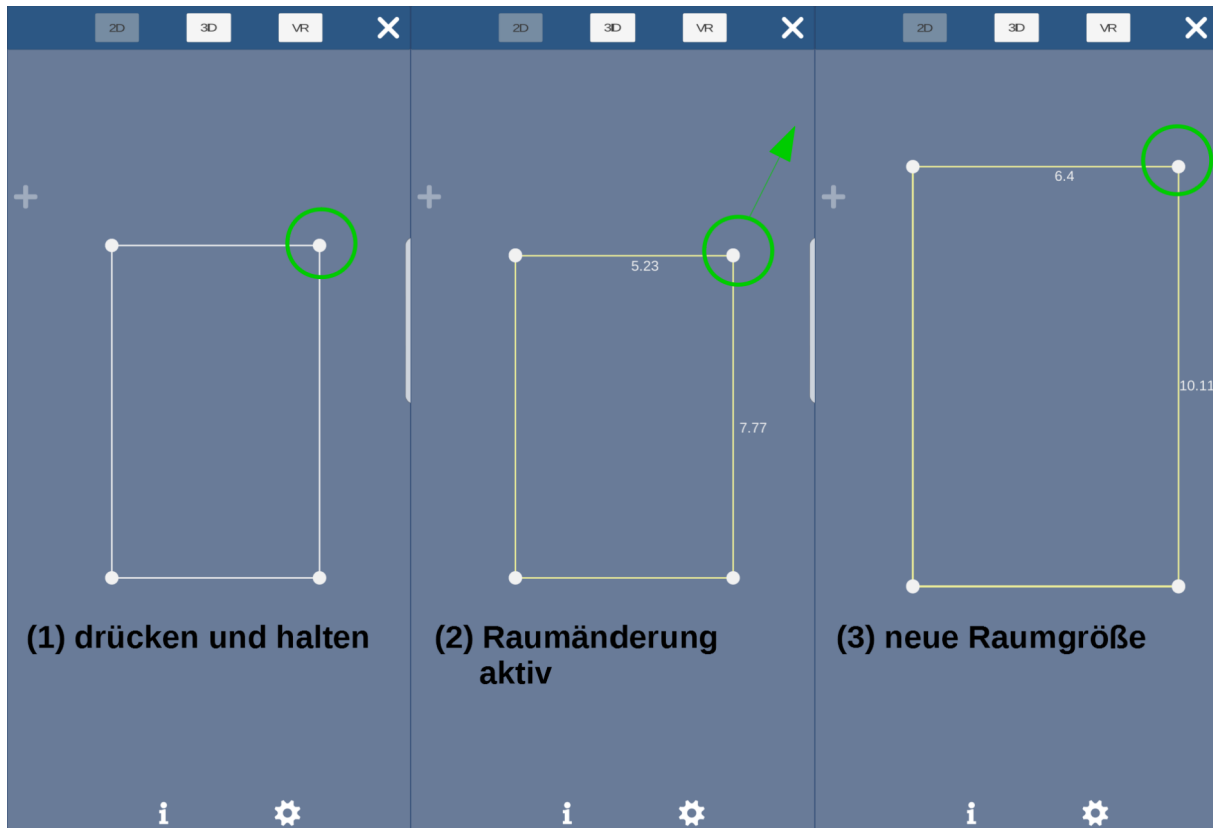 2D 3D VR
2D 3D VR
2D 3D VR
5.23
7.77
6.4
10.11
(1) drücken und halten
(2) Raumänderung
aktiv
(3) neue Raumgröße
i
i
i